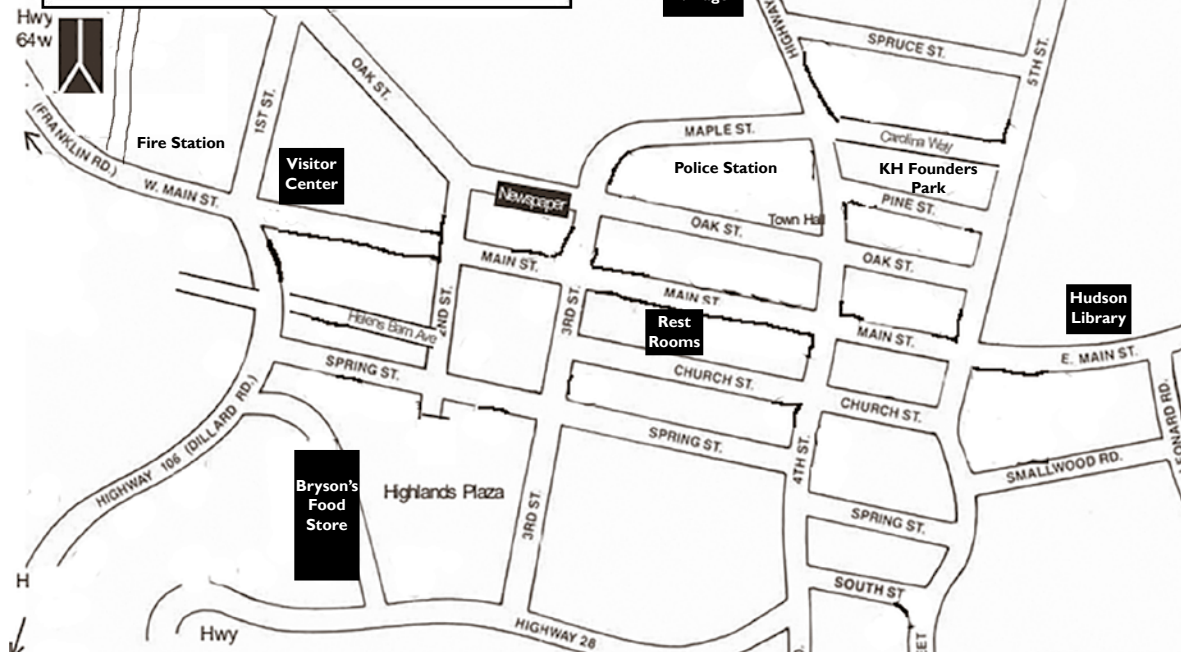 Hwy
64w
HIGHWAY
SPRUCE ST.
5TH ST.
OAK ST.
(FRANKLIN RD.)
1ST ST.
Fire Station
MAPLE ST.
Carolina Way
Visitor
Center
Police Station
KH Founders
Park
W. MAIN ST.
Newspaper
PINE ST.
Town Hall
OAK ST.
OAK ST.
MAIN ST.
2ND ST.
3RD ST.
MAIN ST
Hudson
Library
Helens Barn Ave
Rest
Rooms
MAIN ST.
E. MAIN ST.
SPRING ST.
CHURCH ST.
CHURCH ST.
HIGHWAY 106 (DILLARD RD.)
SPRING ST.
4TH ST.
SMALLWOOD RD.
Bryson's
Food
Store
Highlands Plaza
3RD ST.
SPRING ST.
H
SOUTH ST
Hwy
HIGHWAY 28